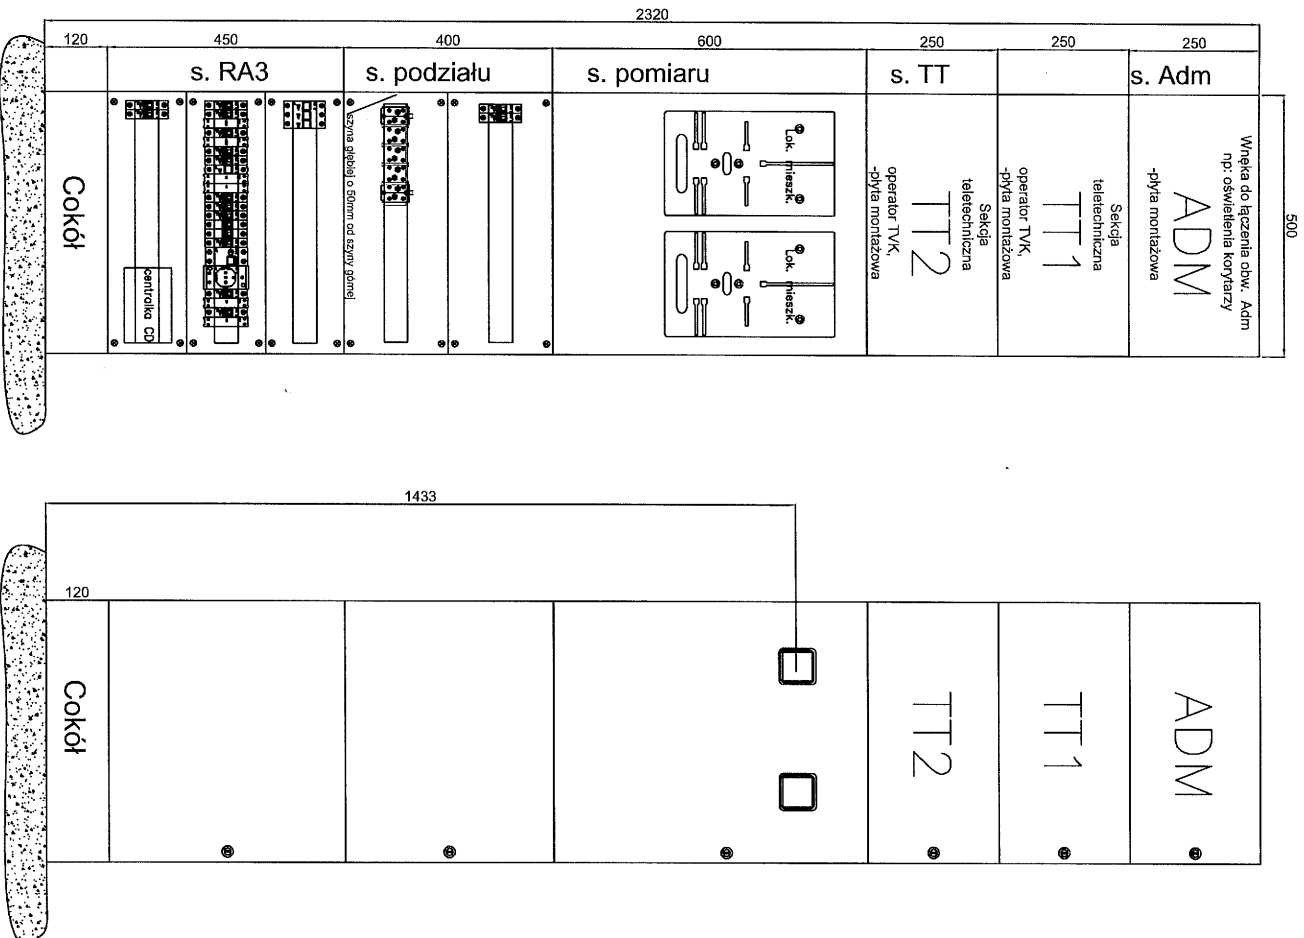 2320
120
450
400
600
250
250
250
s. RA3
s. podziału
s. pomiaru
s. TT
s. Adm
500
Cokół
centralka CD
szyna głębiej o 50mm od szyny górnej
Lok. mieszk.
Lok. mieszk.
Sekcja
teletechniczna
TT2
operator TVK,
-płyta montażowa
Sekcja
teletechniczna
TT1
operator TVK,
-płyta montażowa
Wnęka do łączenia obw. Adm
np: oświetlenia korytarzy
ADM
-płyta montażowa
1433
120
Cokół
TT2
TT1
ADM